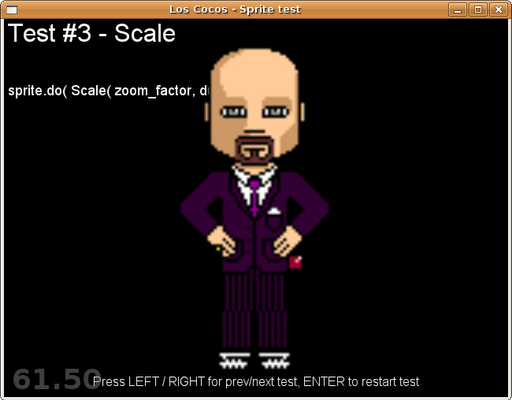 Los Cocos - Sprite test
Test #3 - Scale
sprite.do( Scale( zoom_factor, d
61.50
Press LEFT / RIGHT for prev/next test, ENTER to restart test